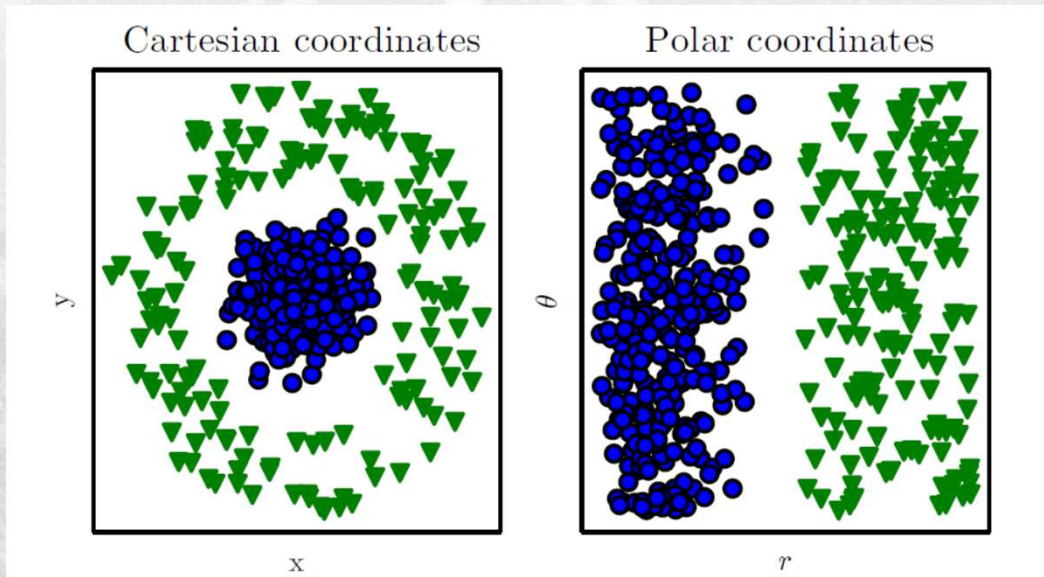 Cartesian coordinates
y
x
Polar coordinates
θ
r